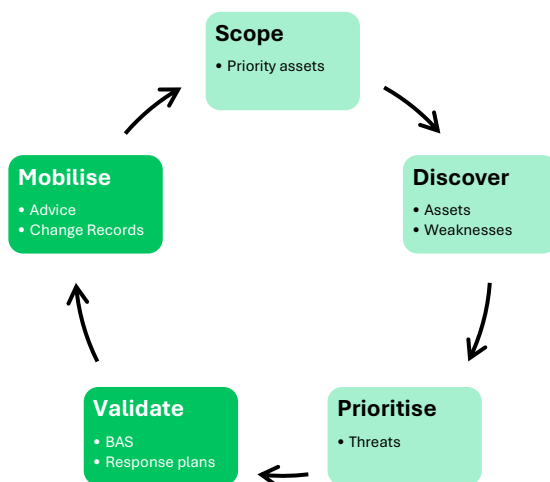 Scope
• Priority assets
Discover
• Assets
• Weaknesses
Prioritise
• Threats
Validate
• BAS
• Response plans
Mobilise
• Advice
• Change Records